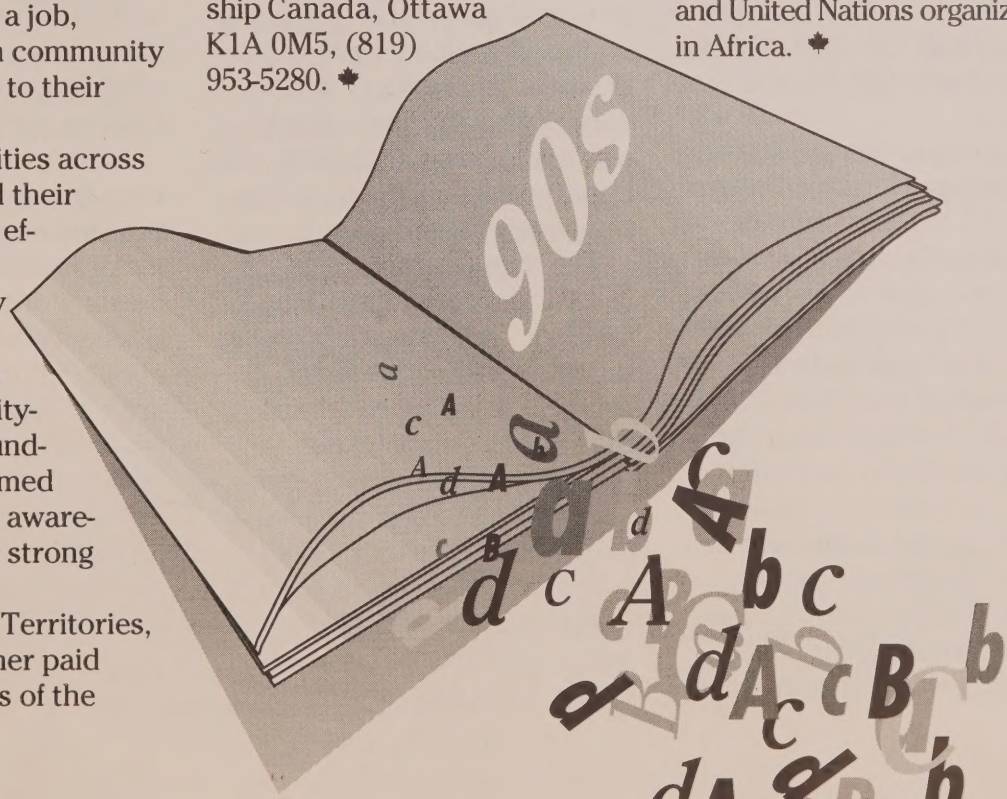 a job,
community
to their
ities across
their
ef-
ity-
und-
med
aware-
strong
Territories,
her paid
s of the
ship Canada, Ottawa
K1A 0M5, (819)
953-5280.
and United Nations organiz
in Africa.
90s
a
A
c
a
b
b
A
d
A
a
b
d
c
A
a
c
B
d
c
A
b
c
c
B
a
B
a
d
A
b
c
c
B
a
C
b
d
A
a
B
b